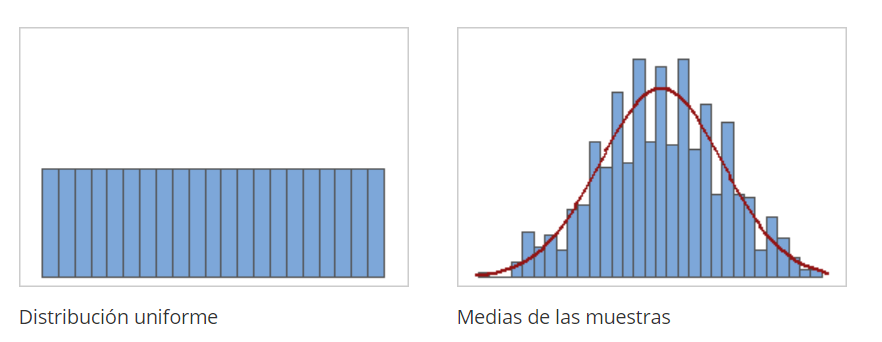 Distribución uniforme
Medias de las muestras